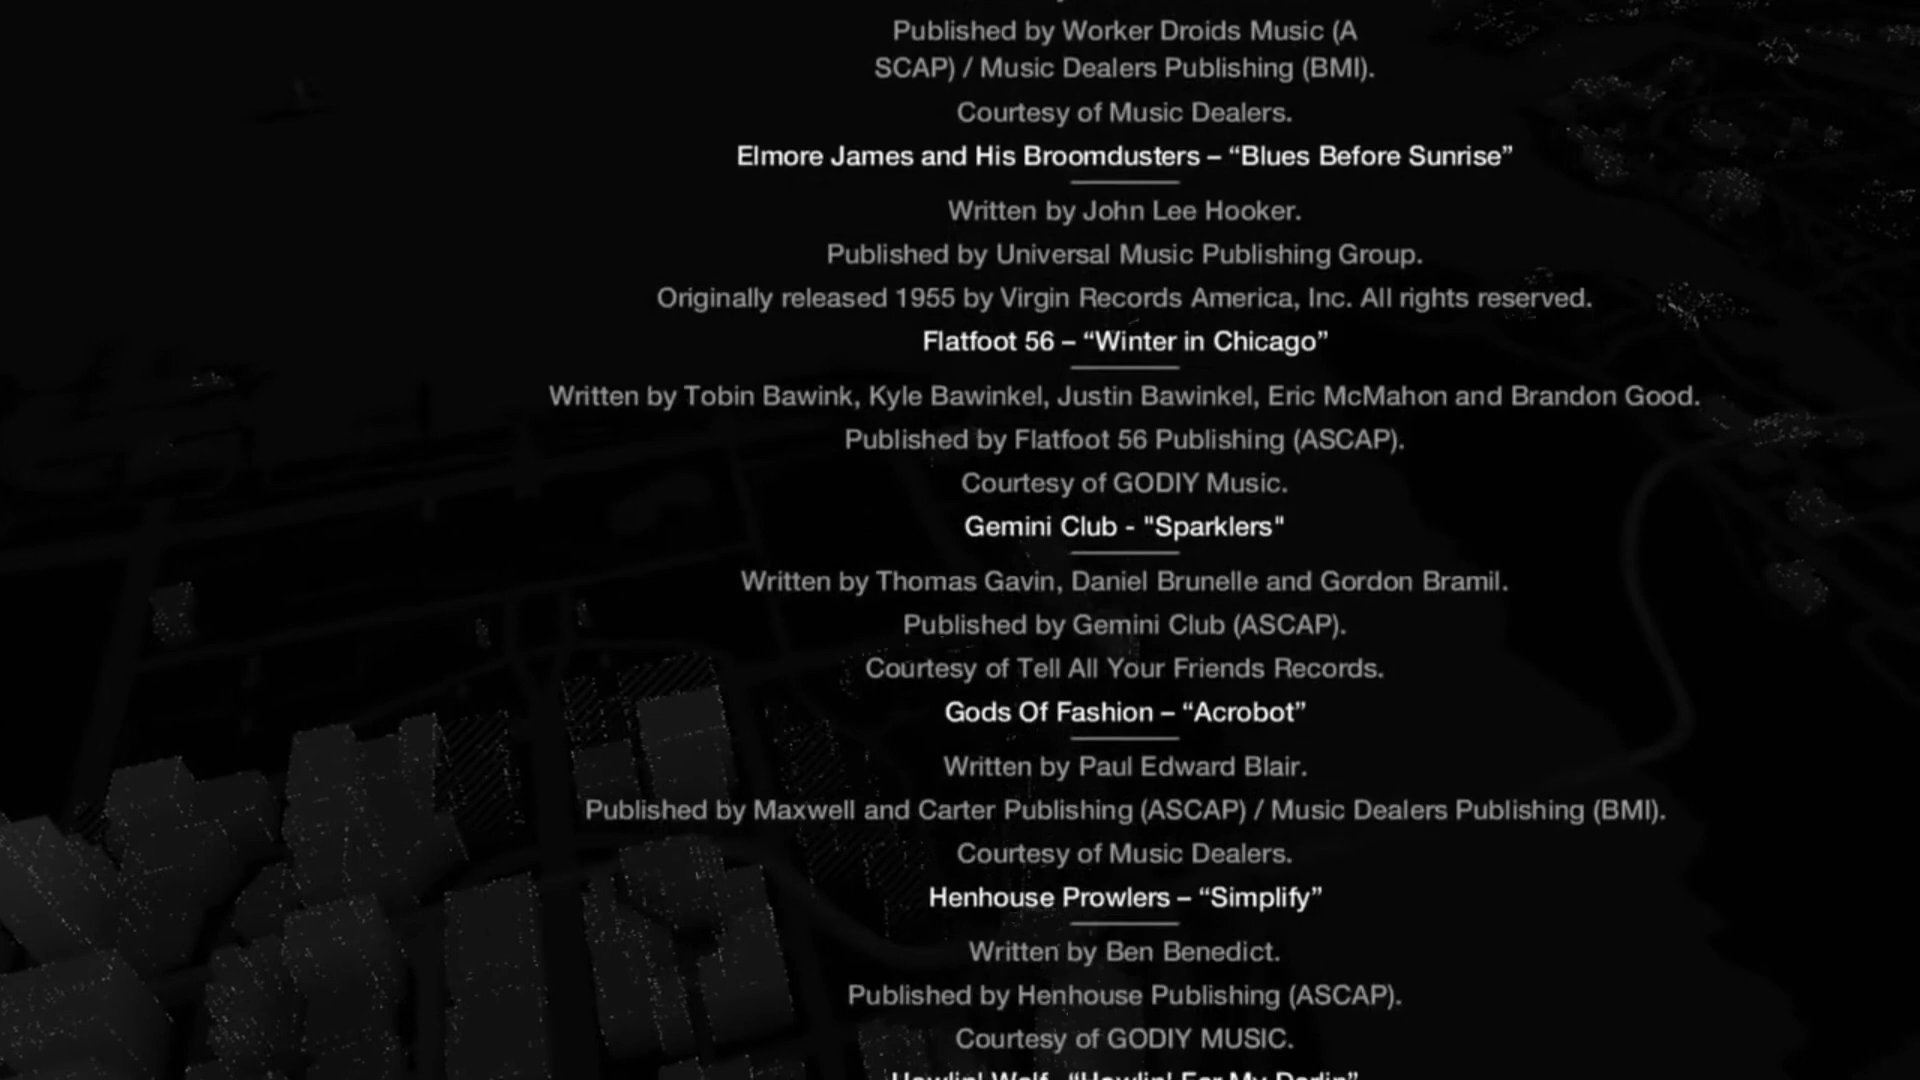 Published by Worker Droids Music (A
SCAP) / Music Dealers Publishing (BMI).
Courtesy of Music Dealers.
Elmore James and His Broomdusters – “Blues Before Sunrise”
Written by John Lee Hooker.
Published by Universal Music Publishing Group.
Originally released 1955 by Virgin Records America, Inc. All rights reserved.
Flatfoot 56 – “Winter in Chicago”
Written by Tobin Bawink, Kyle Bawinkel, Justin Bawinkel, Eric McMahon and Brandon Good.
Published by Flatfoot 56 Publishing (ASCAP).
Courtesy of GODIY Music.
Gemini Club - "Sparklers"
Written by Thomas Gavin, Daniel Brunelle and Gordon Bramil.
Published by Gemini Club (ASCAP).
Courtesy of Tell All Your Friends Records.
Gods Of Fashion – “Acrobot”
Written by Paul Edward Blair.
Published by Maxwell and Carter Publishing (ASCAP) / Music Dealers Publishing (BMI).
Courtesy of Music Dealers.
Henhouse Prowlers – “Simplify”
Written by Ben Benedict.
Published by Henhouse Publishing (ASCAP).
Courtesy of GODIY MUSIC.
Howlin' Wolf - “Howlin' For My Darlin”